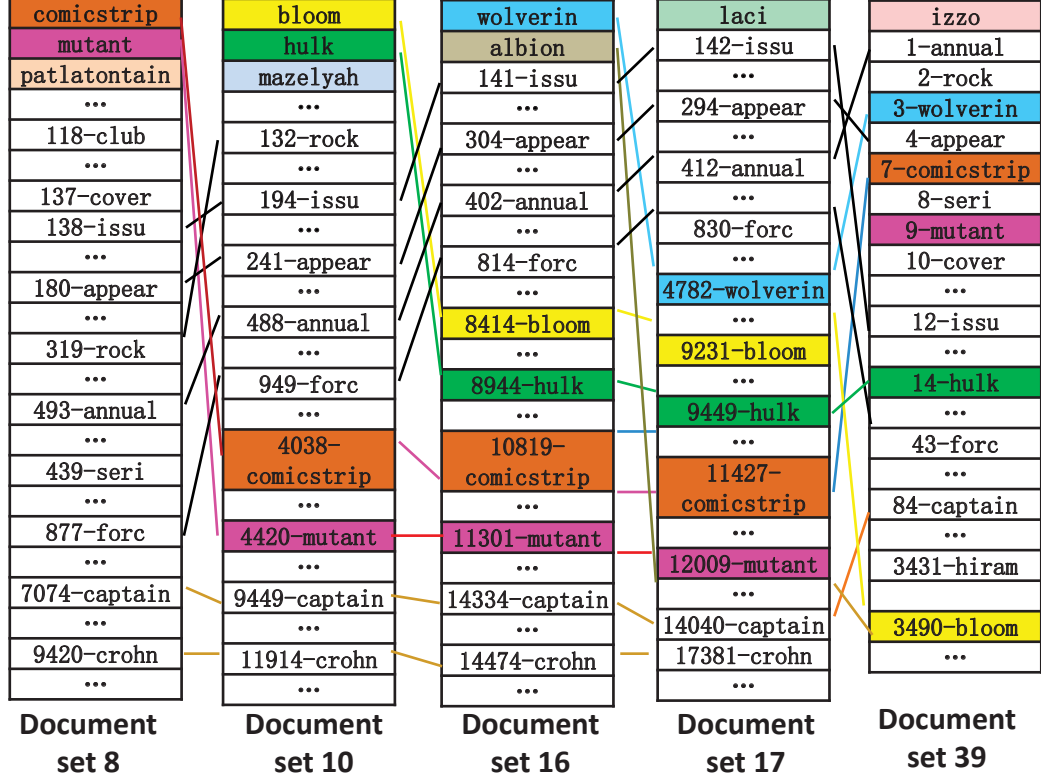 comicstrip
mutant
patlatontain
...
118-club
...
137-cover
138-issu
...
180-appear
...
319-rock
...
493-annual
...
439-seri
...
877-forc
...
7074-captain
...
9420-crohn
...
Document
set 8
bloom
hulk
mazelyah
...
132-rock
...
194-issu
...
241-appear
...
488-annual
...
949-forc
...
4038-
comicstrip
...
4420-mutant
...
9449-captain
...
11914-crohn
...
Document
set 10
wolverin
albion
141-issu
...
304-appear
...
402-annual
...
814-forc
...
8414-bloom
...
8944-hulk
...
10819-
comicstrip
...
11301-mutant
...
14334-captain
...
14474-crohn
...
Document
set 16
laci
142-issu
...
294-appear
...
412-annual
...
830-forc
...
4782-wolverin
...
9231-bloom
...
9449-hulk
...
11427-
comicstrip
...
12009-mutant
...
14040-captain
17381-crohn
...
Document
set 17
izzo
1-annual
2-rock
3-wolverin
4-appear
7-comicstrip
8-seri
9-mutant
10-cover
...
12-issu
...
14-hulk
...
43-forc
...
84-captain
...
3431-hiram
...
3490-bloom
...
Document
set 39